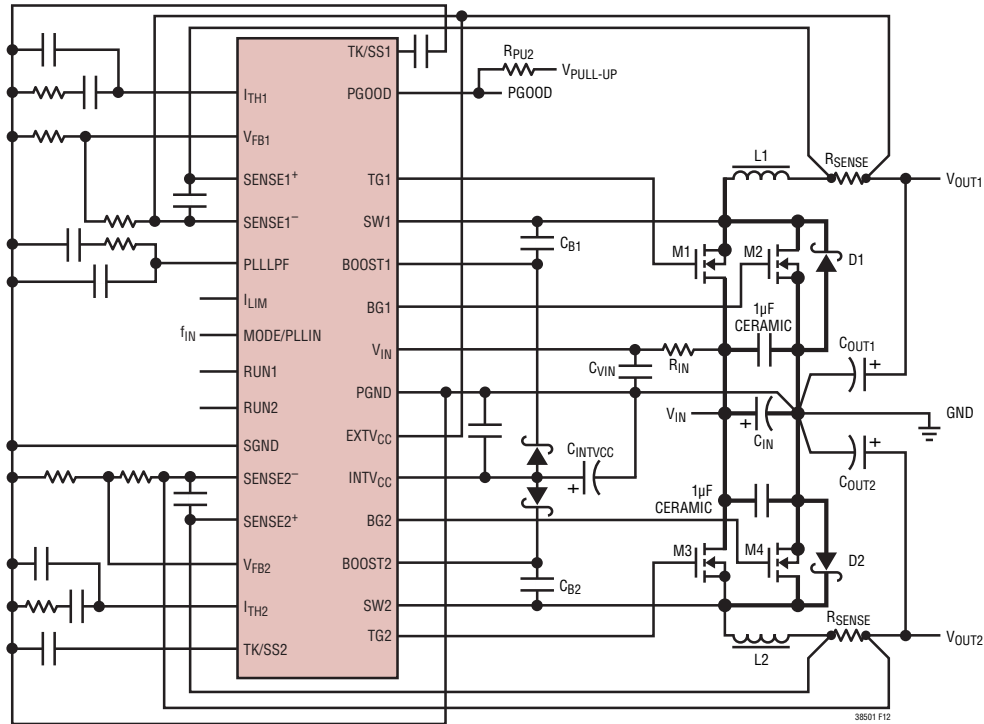 TK/SS1
RPU2
VPULL-UP
PGOOD
PGOOD
ITH1
VFB1
L1
RSENSE
SENSE1+
TG1
VOUT1
SENSE1–
SW1
CB1
M1
M2
D1
PLLLPF
BOOST1
ILIM
BG1
1µF
CERAMIC
fIN
MODE/PLLIN
VIN
RIN
COUT1
+
CVIN
RUN1
PGND
VIN
GND
RUN2
+
CIN
EXTVCC
SGND
CINTVCC
+
COUT2
SENSE2–
INTVCC
+
1µF
CERAMIC
SENSE2+
BG2
M3
M4
D2
VFB2
BOOST2
CB2
ITH2
SW2
RSENSE
TG2
VOUT2
TK/SS2
L2
38501 F12